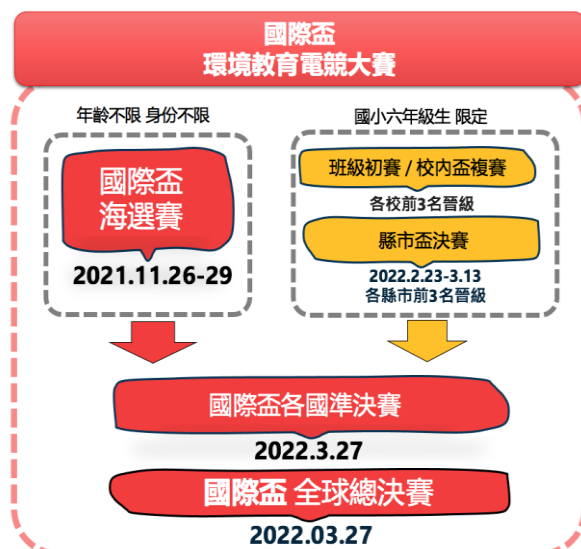 國際盃
環境教育電競大賽
年齡不限 身份不限
國際盃
海選賽
2021.11.26-29
國小六年級生 限定
班級初賽 / 校內盃複賽
各校前3名晉級
縣市盃決賽
2022.2.23-3.13
各縣市前3名晉級
國際盃各國準決賽
2022.3.27
國際盃 全球總決賽
2022.03.27